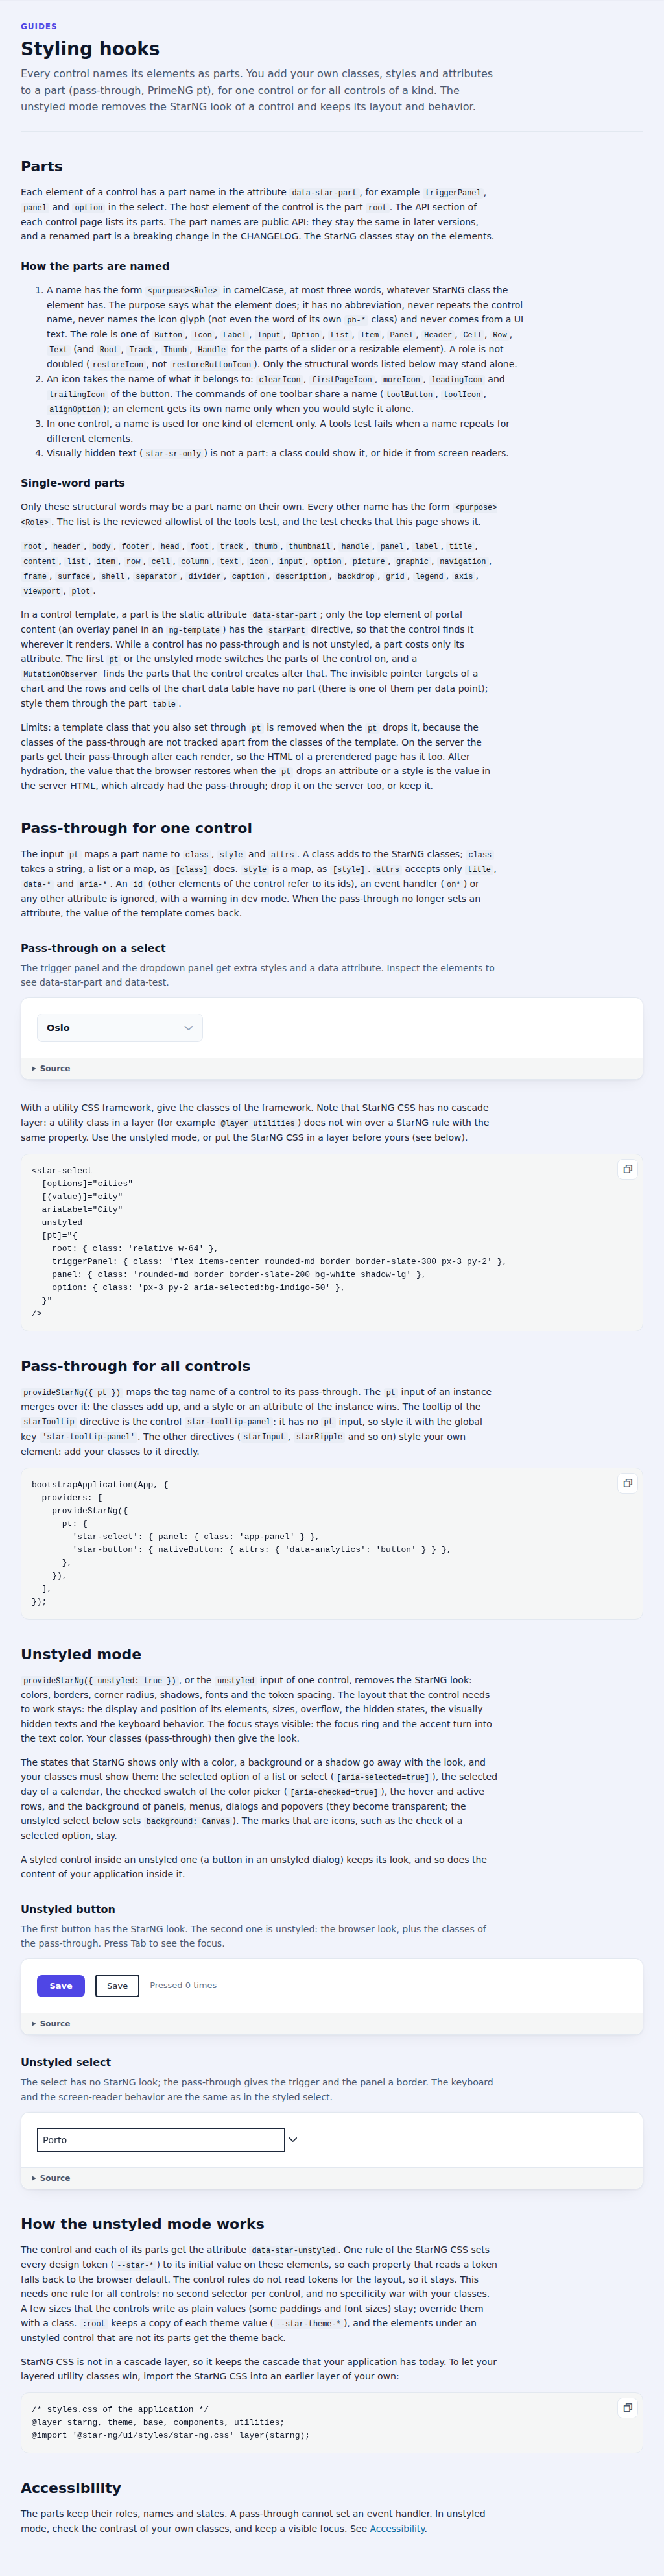 GUIDES
Styling hooks
Every control names its elements as parts. You add your own classes, styles and attributes
to a part (pass-through, PrimeNG pt), for one control or for all controls of a kind. The
unstyled mode removes the StarNG look of a control and keeps its layout and behavior.
Parts
Each element of a control has a part name in the attribute data-star-part, for example triggerPanel,
panel and option in the select. The host element of the control is the part root. The API section of
each control page lists its parts. The part names are public API: they stay the same in later versions,
and a renamed part is a breaking change in the CHANGELOG. The StarNG classes stay on the elements.
How the parts are named
1. A name has the form <purpose><Role> in camelCase, at most three words, whatever StarNG class the
element has. The purpose says what the element does; it has no abbreviation, never repeats the control
name, never names the icon glyph (not even the word of its own ph-* class) and never comes from a UI
text. The role is one of Button, Icon, Label, Input, Option, List, Item, Panel, Header, Cell, Row,
Text (and Root, Track, Thumb, Handle for the parts of a slider or a resizable element). A role is not
doubled (restoreIcon, not restoreButtonIcon). Only the structural words listed below may stand alone.
2. An icon takes the name of what it belongs to: clearIcon, firstPageIcon, moreIcon, leadingIcon and
trailingIcon of the button. The commands of one toolbar share a name (toolButton, toolIcon,
alignOption); an element gets its own name only when you would style it alone.
3. In one control, a name is used for one kind of element only. A tools test fails when a name repeats for
different elements.
4. Visually hidden text (star-sr-only) is not a part: a class could show it, or hide it from screen readers.
Single-word parts
Only these structural words may be a part name on their own. Every other name has the form <purpose>
<Role>. The list is the reviewed allowlist of the tools test, and the test checks that this page shows it.
root, header, body, footer, head, foot, track, thumb, thumbnail, handle, panel, label, title,
content, list, item, row, cell, column, text, icon, input, option, picture, graphic, navigation,
frame, surface, shell, separator, divider, caption, description, backdrop, grid, legend, axis,
viewport, plot.
In a control template, a part is the static attribute data-star-part; only the top element of portal
content (an overlay panel in an ng-template) has the starPart directive, so that the control finds it
wherever it renders. While a control has no pass-through and is not unstyled, a part costs only its
attribute. The first pt or the unstyled mode switches the parts of the control on, and a
MutationObserver finds the parts that the control creates after that. The invisible pointer targets of a
chart and the rows and cells of the chart data table have no part (there is one of them per data point);
style them through the part table.
Limits: a template class that you also set through pt is removed when the pt drops it, because the
classes of the pass-through are not tracked apart from the classes of the template. On the server the
parts get their pass-through after each render, so the HTML of a prerendered page has it too. After
hydration, the value that the browser restores when the pt drops an attribute or a style is the value in
the server HTML, which already had the pass-through; drop it on the server too, or keep it.
Pass-through for one control
The input pt maps a part name to class, style and attrs. A class adds to the StarNG classes; class
takes a string, a list or a map, as [class] does. style is a map, as [style]. attrs accepts only title,
data-* and aria-*. An id (other elements of the control refer to its ids), an event handler (on*) or
any other attribute is ignored, with a warning in dev mode. When the pass-through no longer sets an
attribute, the value of the template comes back.
Pass-through on a select
The trigger panel and the dropdown panel get extra styles and a data attribute. Inspect the elements to
see data-star-part and data-test.
Oslo
Source
With a utility CSS framework, give the classes of the framework. Note that StarNG CSS has no cascade
layer: a utility class in a layer (for example @layer utilities) does not win over a StarNG rule with the
same property. Use the unstyled mode, or put the StarNG CSS in a layer before yours (see below).
<star-select
[options]="cities"
[(value)]="city"
ariaLabel="City"
unstyled
[pt]="{
root: { class: 'relative w-64' },
triggerPanel: { class: 'flex items-center rounded-md border border-slate-300 px-3 py-2' },
panel: { class: 'rounded-md border border-slate-200 bg-white shadow-lg' },
option: { class: 'px-3 py-2 aria-selected:bg-indigo-50' },
}"
/>
Pass-through for all controls
provideStarNg({ pt }) maps the tag name of a control to its pass-through. The pt input of an instance
merges over it: the classes add up, and a style or an attribute of the instance wins. The tooltip of the
starTooltip directive is the control star-tooltip-panel: it has no pt input, so style it with the global
key 'star-tooltip-panel'. The other directives (starInput, starRipple and so on) style your own
element: add your classes to it directly.
bootstrapApplication(App, {
providers: [
provideStarNg({
pt: {
'star-select': { panel: { class: 'app-panel' } },
'star-button': { nativeButton: { attrs: { 'data-analytics': 'button' } } },
},
}),
],
});
Unstyled mode
provideStarNg({ unstyled: true }), or the unstyled input of one control, removes the StarNG look:
colors, borders, corner radius, shadows, fonts and the token spacing. The layout that the control needs
to work stays: the display and position of its elements, sizes, overflow, the hidden states, the visually
hidden texts and the keyboard behavior. The focus stays visible: the focus ring and the accent turn into
the text color. Your classes (pass-through) then give the look.
The states that StarNG shows only with a color, a background or a shadow go away with the look, and
your classes must show them: the selected option of a list or select ([aria-selected=true]), the selected
day of a calendar, the checked swatch of the color picker ([aria-checked=true]), the hover and active
rows, and the background of panels, menus, dialogs and popovers (they become transparent; the
unstyled select below sets background: Canvas). The marks that are icons, such as the check of a
selected option, stay.
A styled control inside an unstyled one (a button in an unstyled dialog) keeps its look, and so does the
content of your application inside it.
Unstyled button
The first button has the StarNG look. The second one is unstyled: the browser look, plus the classes of
the pass-through. Press Tab to see the focus.
Save Save Pressed 0 times
Source
Unstyled select
The select has no StarNG look; the pass-through gives the trigger and the panel a border. The keyboard
and the screen-reader behavior are the same as in the styled select.
Porto
Source
How the unstyled mode works
The control and each of its parts get the attribute data-star-unstyled. One rule of the StarNG CSS sets
every design token (--star-*) to its initial value on these elements, so each property that reads a token
falls back to the browser default. The control rules do not read tokens for the layout, so it stays. This
needs one rule for all controls: no second selector per control, and no specificity war with your classes.
A few sizes that the controls write as plain values (some paddings and font sizes) stay; override them
with a class. :root keeps a copy of each theme value (--star-theme-*), and the elements under an
unstyled control that are not its parts get the theme back.
StarNG CSS is not in a cascade layer, so it keeps the cascade that your application has today. To let your
layered utility classes win, import the StarNG CSS into an earlier layer of your own:
/* styles.css of the application */
@layer starng, theme, base, components, utilities;
@import '@star-ng/ui/styles/star-ng.css' layer(starng);
Accessibility
The parts keep their roles, names and states. A pass-through cannot set an event handler. In unstyled
mode, check the contrast of your own classes, and keep a visible focus. See Accessibility.